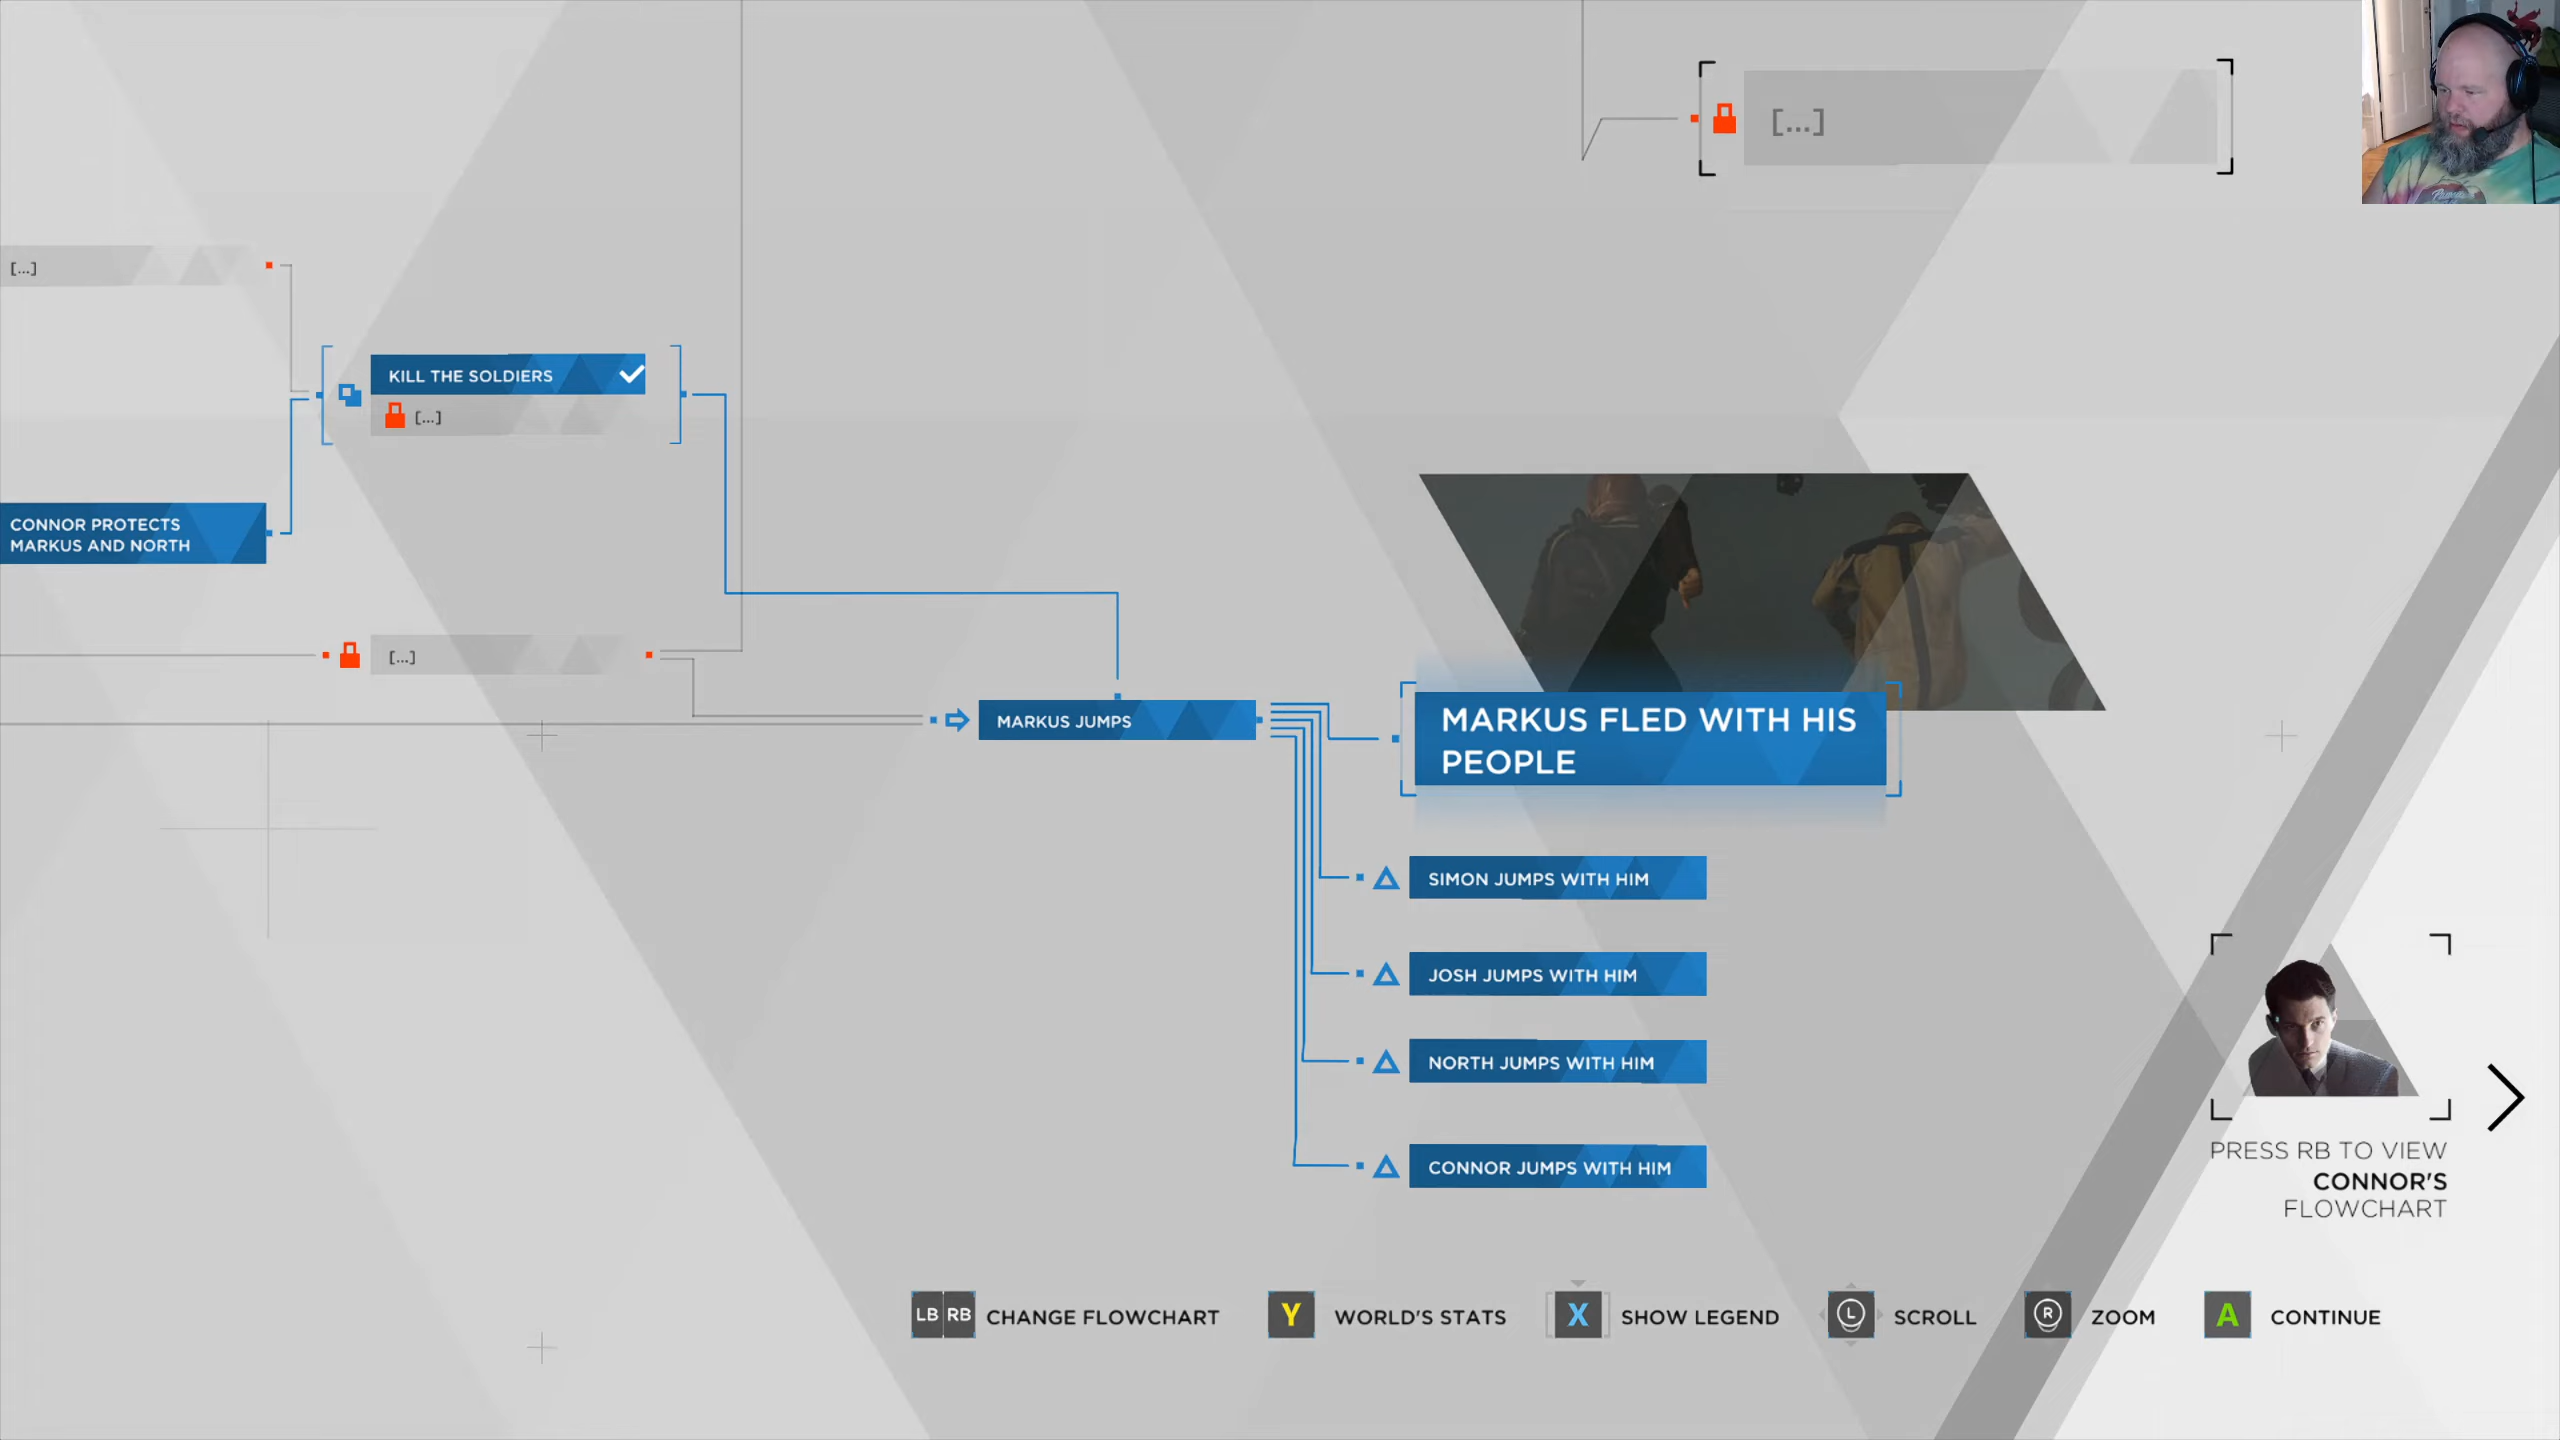 [...]
[...]
KILL THE SOLDIERS
[...]
CONNOR PROTECTS
MARKUS AND NORTH
[...]
MARKUS JUMPS
MARKUS FLED WITH HIS
PEOPLE
SIMON JUMPS WITH HIM
JOSH JUMPS WITH HIM
NORTH JUMPS WITH HIM
CONNOR JUMPS WITH HIM
PRESS RB TO VIEW
CONNOR'S
FLOWCHART
LB RB CHANGE FLOWCHART
Y WORLD'S STATS
X SHOW LEGEND
L SCROLL
R ZOOM
A CONTINUE